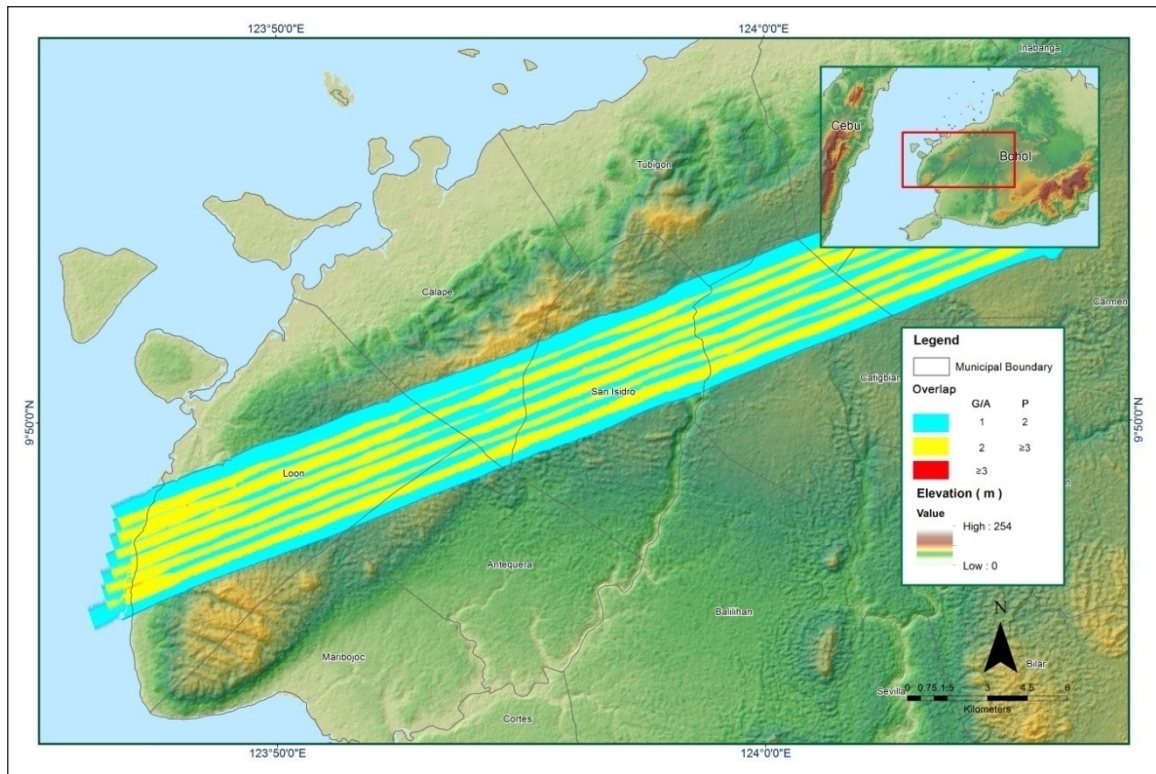 123°50'0"E
124°0'0"E
Inabanga
Cebu
Bohol
Tubigon
Calape
Carmen
Legend
Municipal Boundary
Overlap
G/A P
1 2
2 ≥3
≥3
Elevation ( m )
Value
High : 254
Low : 0
San Isidro
Catigbian
9°50'0"N
9°50'0"N
Loon
Antequera
Balilihan
Maribojoc
Cortes
Sevilla
Bilar
N
0 0.75 1.5 3 4.5 6
Kilometers
123°50'0"E
124°0'0"E